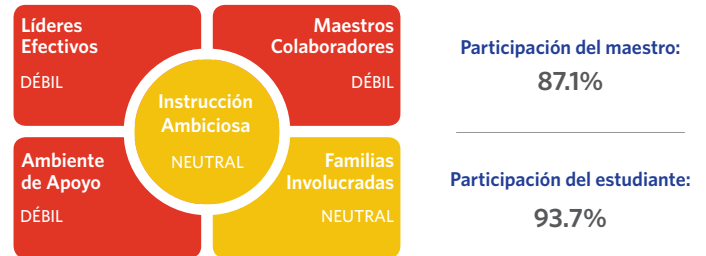 Líderes
Efectivos
DÉBIL
Maestros
Colaboradores
DÉBIL
Instrucción
Ambiciosa
NEUTRAL
Ambiente
de Apoyo
DÉBIL
Familias
Involucradas
NEUTRAL
Participación del maestro:
87.1%
Participación del estudiante:
93.7%